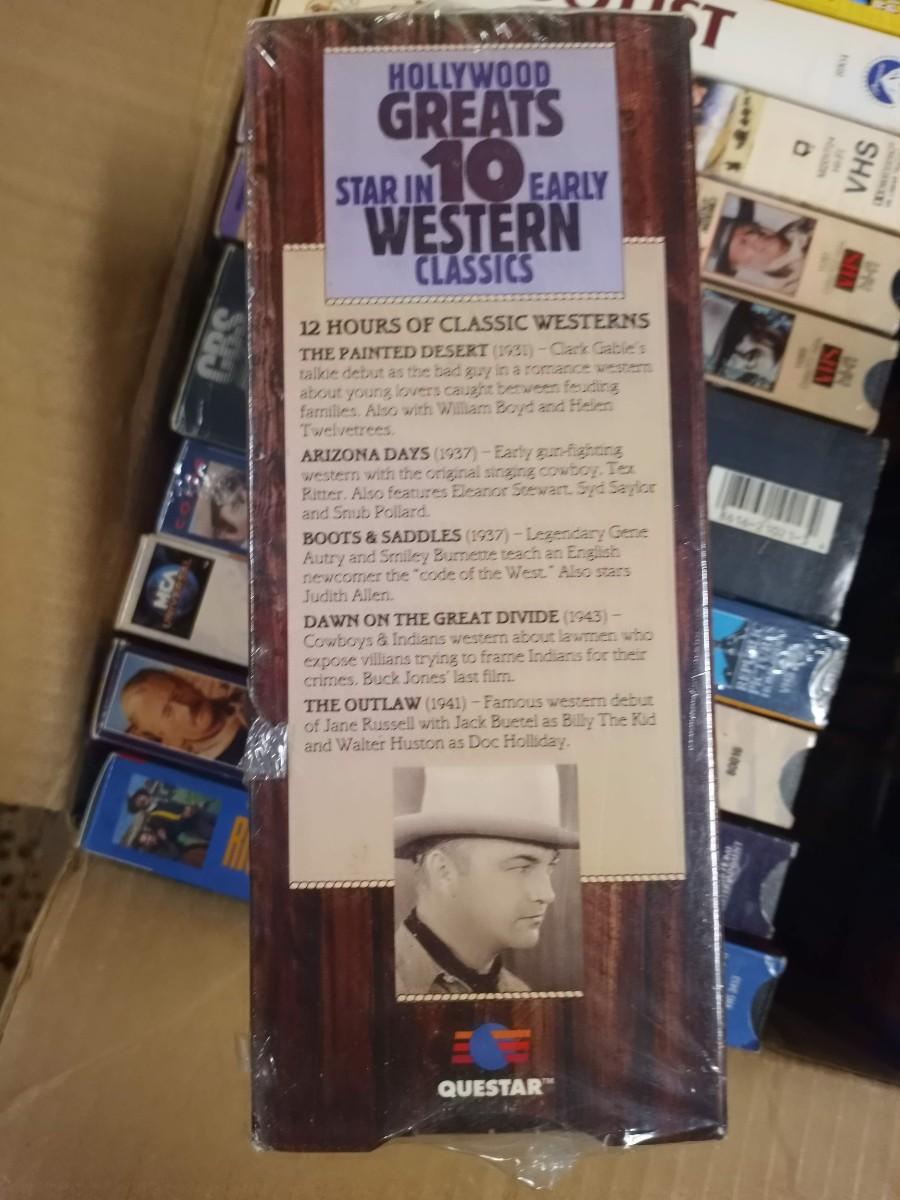 HOLLYWOOD
GREATS
STAR IN 10 EARLY
WESTERN
CLASSICS
12 HOURS OF CLASSIC WESTERNS
THE PAINTED DESERT (1931) – Clark Gable's
talkie debut as the bad guy in a romance western
about young lovers caught between feuding
families. Also with William Boyd and Helen
Twelvetrees.
ARIZONA DAYS (1937) – Early gun-fighting
western with the original singing cowboy, Tex
Ritter. Also features Eleanor Stewart, Syd Saylor
and Snub Pollard.
BOOTS & SADDLES (1937) – Legendary Gene
Autry and Smiley Burnette teach an English
newcomer the "code of the West." Also stars
Judith Allen.
DAWN ON THE GREAT DIVIDE (1943) –
Cowboys & Indians western about lawmen who
expose villians trying to frame Indians for their
crimes. Buck Jones' last film.
THE OUTLAW (1941) – Famous western debut
of Jane Russell with Jack Buetel as Billy The Kid
and Walter Huston as Doc Holliday.
QUESTAR™
CBS
MCA
SHA